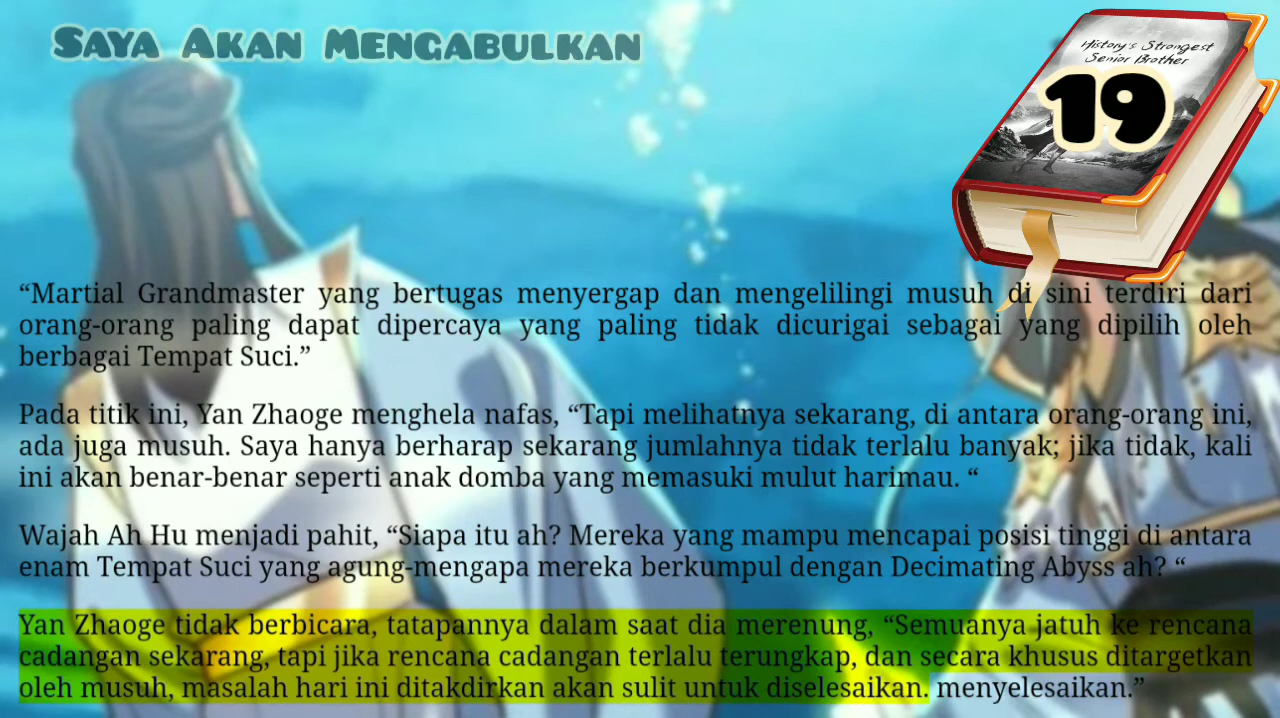 Saya Akan Mengabulkan
History's Strongest
Senior Brother
19
“Martial Grandmaster yang bertugas menyergap dan mengelilingi musuh di sini terdiri dari
orang-orang paling dapat dipercaya yang paling tidak dicurigai sebagai yang dipilih oleh
berbagai Tempat Suci.”
Pada titik ini, Yan Zhaoge menghela nafas, “Tapi melihatnya sekarang, di antara orang-orang ini,
ada juga musuh. Saya hanya berharap sekarang jumlahnya tidak terlalu banyak; jika tidak, kali
ini akan benar-benar seperti anak domba yang memasuki mulut harimau. “
Wajah Ah Hu menjadi pahit, “Siapa itu ah? Mereka yang mampu mencapai posisi tinggi di antara
enam Tempat Suci yang agung-mengapa mereka berkumpul dengan Decimating Abyss ah? “
Yan Zhaoge tidak berbicara, tatapannya dalam saat dia merenung, “Semuanya jatuh ke rencana
cadangan sekarang, tapi jika rencana cadangan terlalu terungkap, dan secara khusus ditargetkan
oleh musuh, masalah hari ini ditakdirkan akan sulit untuk diselesaikan. menyelesaikan.”